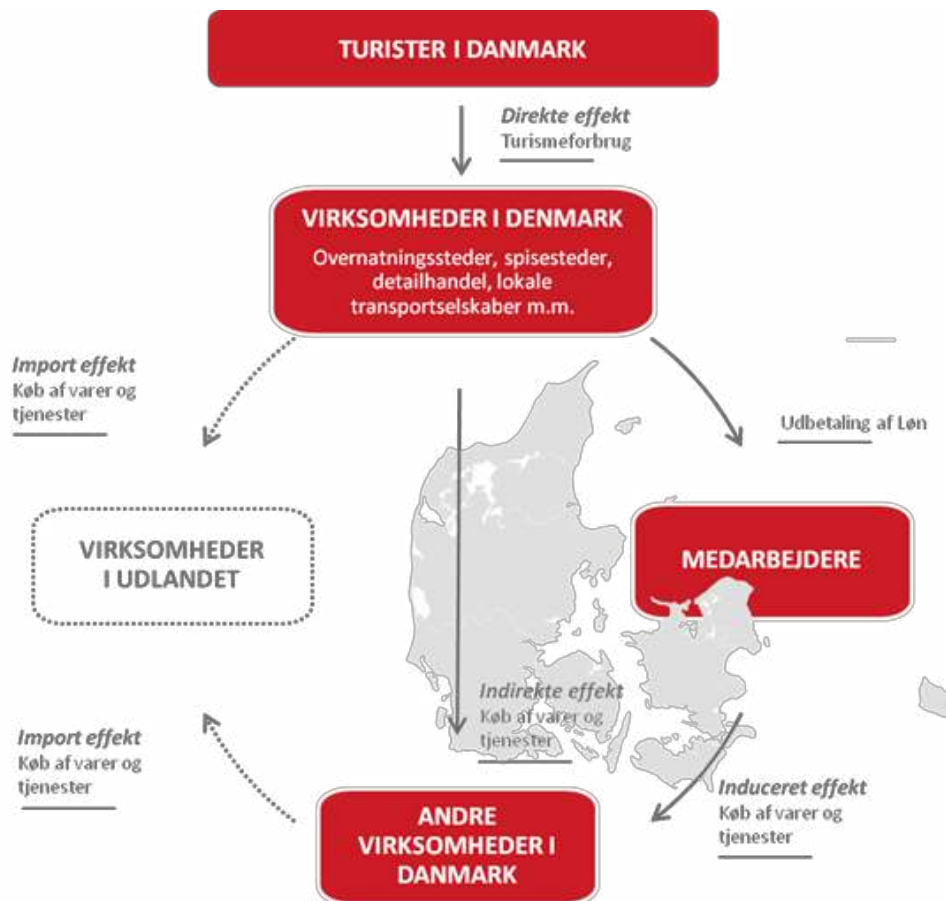 TURISTER I DANMARK
Direkte effekt
Turismeforbrug
VIRKSOMHEDER I DENMARK
Overnatningssteder, spisesteder,
detailhandel, lokale
transportselskaber m.m.
Import effekt
Køb af varer og
tjenester
Udbetaling af Løn
VIRKSOMHEDER
I UDLANDET
MEDARBEJDERE
Indirekte effekt
Køb af varer og
tjenester
Import effekt
Køb af varer og
tjenester
Induceret effekt
Køb af varer og
tjenester
ANDRE
VIRKSOMHEDER I
DANMARK